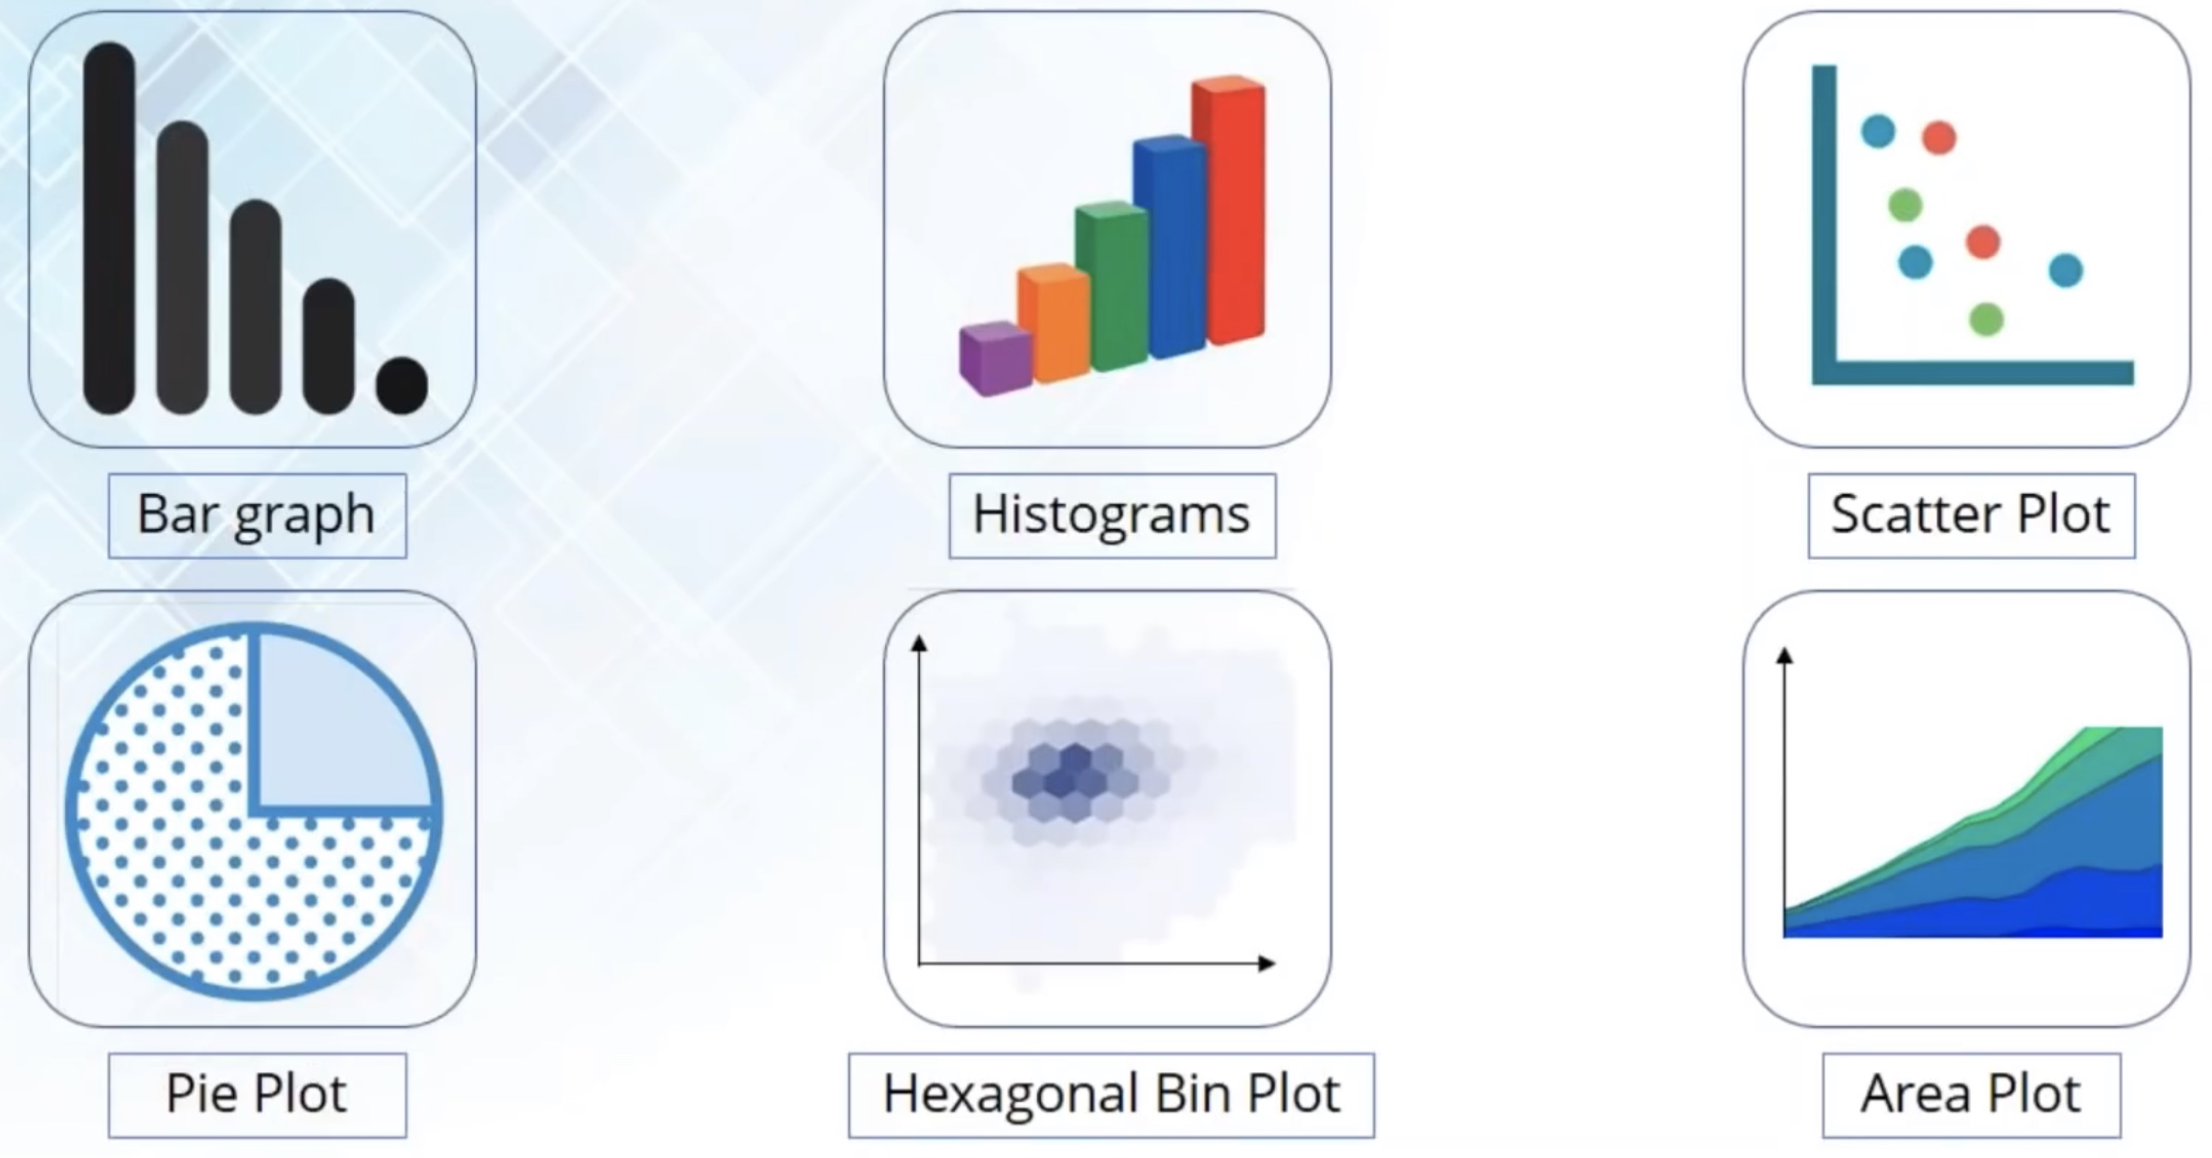 Bar graph
Histograms
Scatter Plot
Pie Plot
Hexagonal Bin Plot
Area Plot